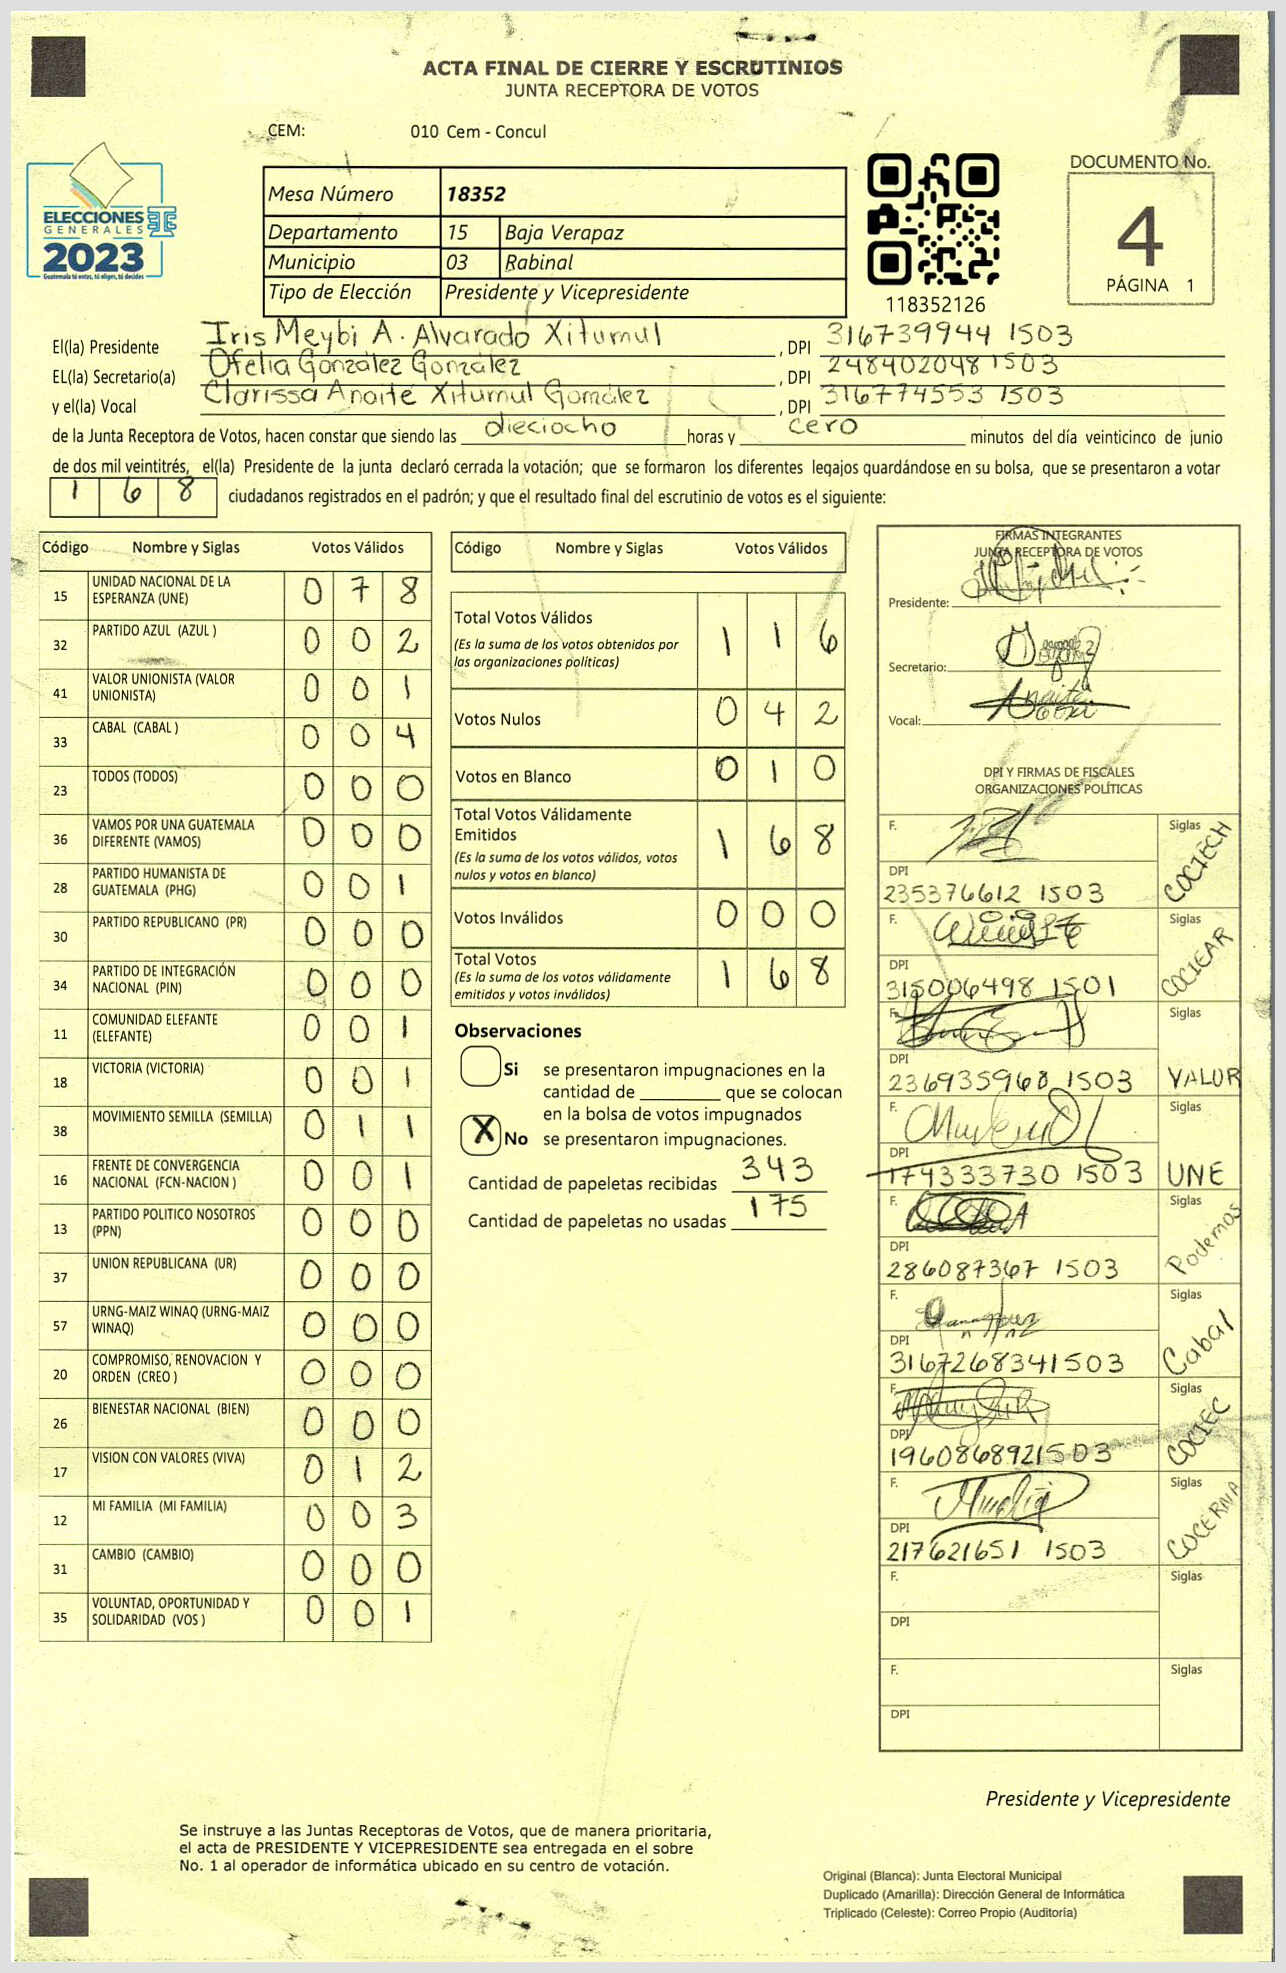 ACTA FINAL DE CIERRE Y ESCRUTINIOS
JUNTA RECEPTORA DE VOTOS
CEM: 010 Cem - Concul
ELECCIONES
GENERALES
2023
Guatemala tú entos, tú eliges, tú decides
Mesa Número 18352
Departamento 15 Baja Verapaz
Municipio 03 Rabinal
Tipo de Elección Presidente y Vicepresidente
118352126
DOCUMENTO No.
4
PÁGINA 1
El(la) Presidente Iris Meybi A. Alvarado Xitumul , DPI 316739944 1503
EL(la) Secretario(a) Ofelia González González , DPI 248402048 1503
y el(la) Vocal Clarissa Anaité Xitumul González , DPI 316774553 1503
de la Junta Receptora de Votos, hacen constar que siendo las dieciocho horas y cero minutos del día veinticinco de junio
de dos mil veintitrés, el(la) Presidente de la junta declaró cerrada la votación; que se formaron los diferentes legajos guardándose en su bolsa, que se presentaron a votar
1 6 8 ciudadanos registrados en el padrón; y que el resultado final del escrutinio de votos es el siguiente:
Código Nombre y Siglas Votos Válidos
15 UNIDAD NACIONAL DE LA ESPERANZA (UNE) 0 7 8
32 PARTIDO AZUL (AZUL ) 0 0 2
41 VALOR UNIONISTA (VALOR UNIONISTA) 0 0 1
33 CABAL (CABAL ) 0 0 4
23 TODOS (TODOS) 0 0 0
36 VAMOS POR UNA GUATEMALA DIFERENTE (VAMOS) 0 0 0
28 PARTIDO HUMANISTA DE GUATEMALA (PHG) 0 0 1
30 PARTIDO REPUBLICANO (PR) 0 0 0
34 PARTIDO DE INTEGRACIÓN NACIONAL (PIN) 0 0 0
11 COMUNIDAD ELEFANTE (ELEFANTE) 0 0 1
18 VICTORIA (VICTORIA) 0 0 1
38 MOVIMIENTO SEMILLA (SEMILLA) 0 1 1
16 FRENTE DE CONVERGENCIA NACIONAL (FCN-NACION ) 0 0 1
13 PARTIDO POLITICO NOSOTROS (PPN) 0 0 0
37 UNION REPUBLICANA (UR) 0 0 0
57 URNG-MAIZ WINAQ (URNG-MAIZ WINAQ) 0 0 0
20 COMPROMISO, RENOVACION Y ORDEN (CREO ) 0 0 0
26 BIENESTAR NACIONAL (BIEN) 0 0 0
17 VISION CON VALORES (VIVA) 0 1 2
12 MI FAMILIA (MI FAMILIA) 0 0 3
31 CAMBIO (CAMBIO) 0 0 0
35 VOLUNTAD, OPORTUNIDAD Y SOLIDARIDAD (VOS ) 0 0 1
Código Nombre y Siglas Votos Válidos
Total Votos Válidos 1 1 6
(Es la suma de los votos obtenidos por
las organizaciones políticas)
Votos Nulos 0 4 2
Votos en Blanco 0 1 0
Total Votos Válidamente
Emitidos 1 6 8
(Es la suma de los votos válidos, votos
nulos y votos en blanco)
Votos Inválidos 0 0 0
Total Votos 1 6 8
(Es la suma de los votos válidamente
emitidos y votos inválidos)
Observaciones
Si se presentaron impugnaciones en la
cantidad de ________ que se colocan
en la bolsa de votos impugnados
X No se presentaron impugnaciones.
Cantidad de papeletas recibidas 343
Cantidad de papeletas no usadas 175
FIRMAS INTEGRANTES
JUNTA RECEPTORA DE VOTOS
Presidente:
Secretario:
Vocal:
DPI Y FIRMAS DE FISCALES
ORGANIZACIONES POLÍTICAS
F. Siglas COCIECH
DPI
235376612 1503
F. Siglas COCIEAR
DPI
315006498 1501
F. Siglas
DPI
236935968 1503 VALOR
F. Siglas
DPI
174333730 1503 UNE
F. Siglas Podemos
DPI
286087367 1503
F. Siglas Cabal
DPI
316726834 1503
F. Siglas COCIEC
DPI
196086892 1503
F. Siglas COCERNA
DPI
217621651 1503
F. Siglas
DPI
F. Siglas
DPI
Presidente y Vicepresidente
Se instruye a las Juntas Receptoras de Votos, que de manera prioritaria,
el acta de PRESIDENTE Y VICEPRESIDENTE sea entregada en el sobre
No. 1 al operador de informática ubicado en su centro de votación.
Original (Blanca): Junta Electoral Municipal
Duplicado (Amarilla): Dirección General de Informática
Triplicado (Celeste): Correo Propio (Auditoría)